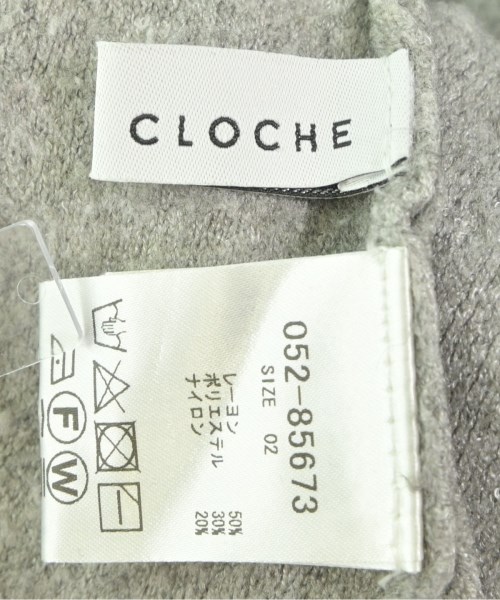 CLOCHE
052-85673
SIZE 02
レーヨン 50%
ポリエステル 30%
ナイロン 20%
F
W